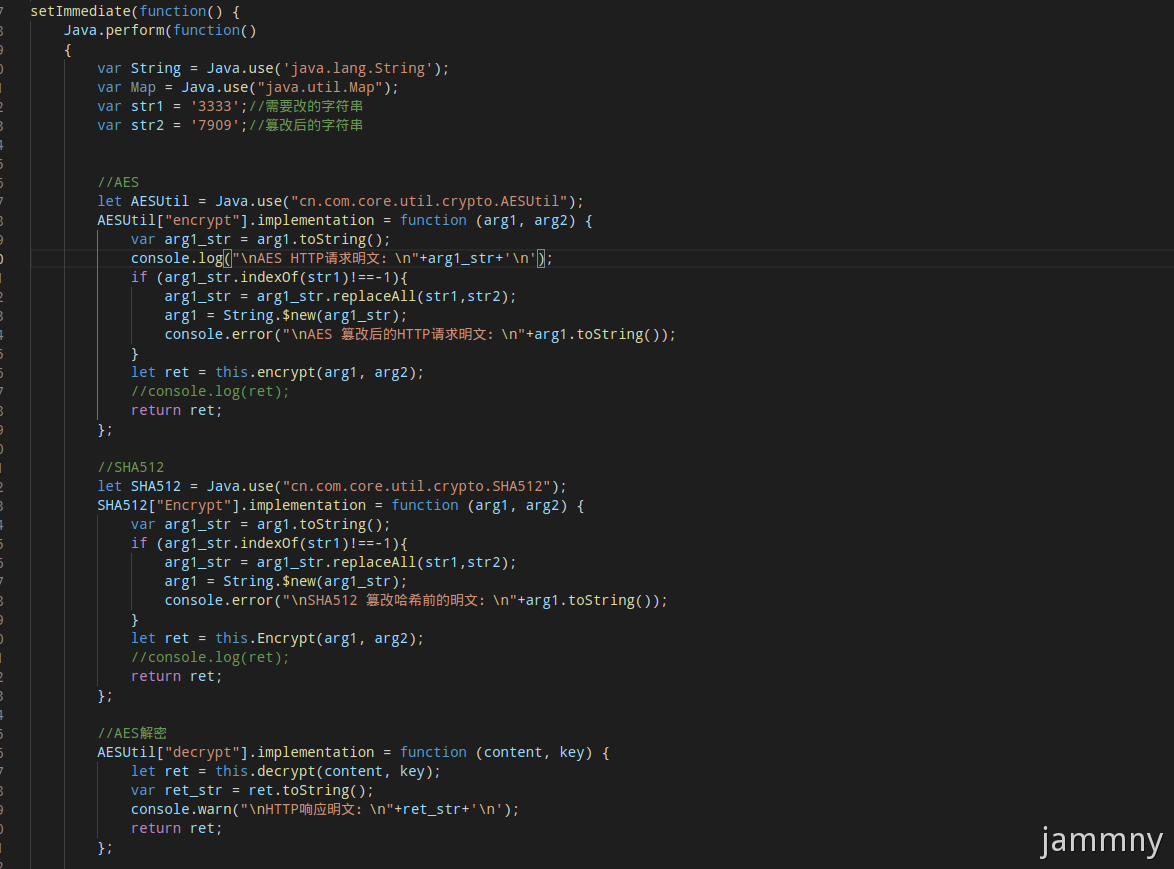 setImmediate(function() {
Java.perform(function()
{
var String = Java.use('java.lang.String');
var Map = Java.use("java.util.Map");
var str1 = '3333';//需要改的字符串
var str2 = '7909';//篡改后的字符串
//AES
let AESUtil = Java.use("cn.com.core.util.crypto.AESUtil");
AESUtil["encrypt"].implementation = function (arg1, arg2) {
var arg1_str = arg1.toString();
console.log("\nAES HTTP请求明文: \n"+arg1_str+'\n');
if (arg1_str.indexOf(str1)!==-1){
arg1_str = arg1_str.replaceAll(str1,str2);
arg1 = String.$new(arg1_str);
console.error("\nAES 篡改后的HTTP请求明文: \n"+arg1.toString());
}
let ret = this.encrypt(arg1, arg2);
//console.log(ret);
return ret;
};
//SHA512
let SHA512 = Java.use("cn.com.core.util.crypto.SHA512");
SHA512["Encrypt"].implementation = function (arg1, arg2) {
var arg1_str = arg1.toString();
if (arg1_str.indexOf(str1)!==-1){
arg1_str = arg1_str.replaceAll(str1,str2);
arg1 = String.$new(arg1_str);
console.error("\nSHA512 篡改哈希前的明文: \n"+arg1.toString());
}
let ret = this.Encrypt(arg1, arg2);
//console.log(ret);
return ret;
};
//AES解密
AESUtil["decrypt"].implementation = function (content, key) {
let ret = this.decrypt(content, key);
var ret_str = ret.toString();
console.warn("\nHTTP响应明文: \n"+ret_str+'\n');
return ret;
};
jammny